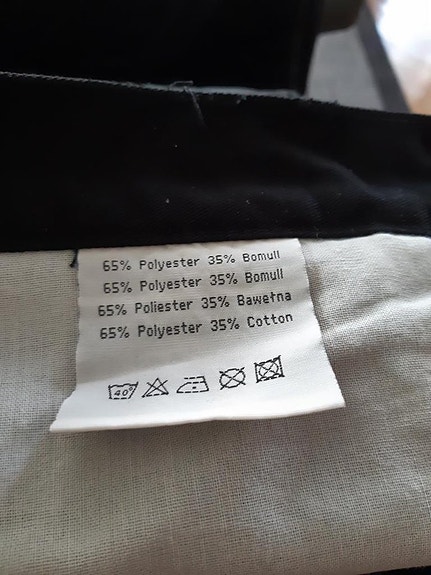 65% Polyester 35% Bomull
65% Polyester 35% Bomull
65% Poliester 35% Bawełna
65% Polyester 35% Cotton
40°